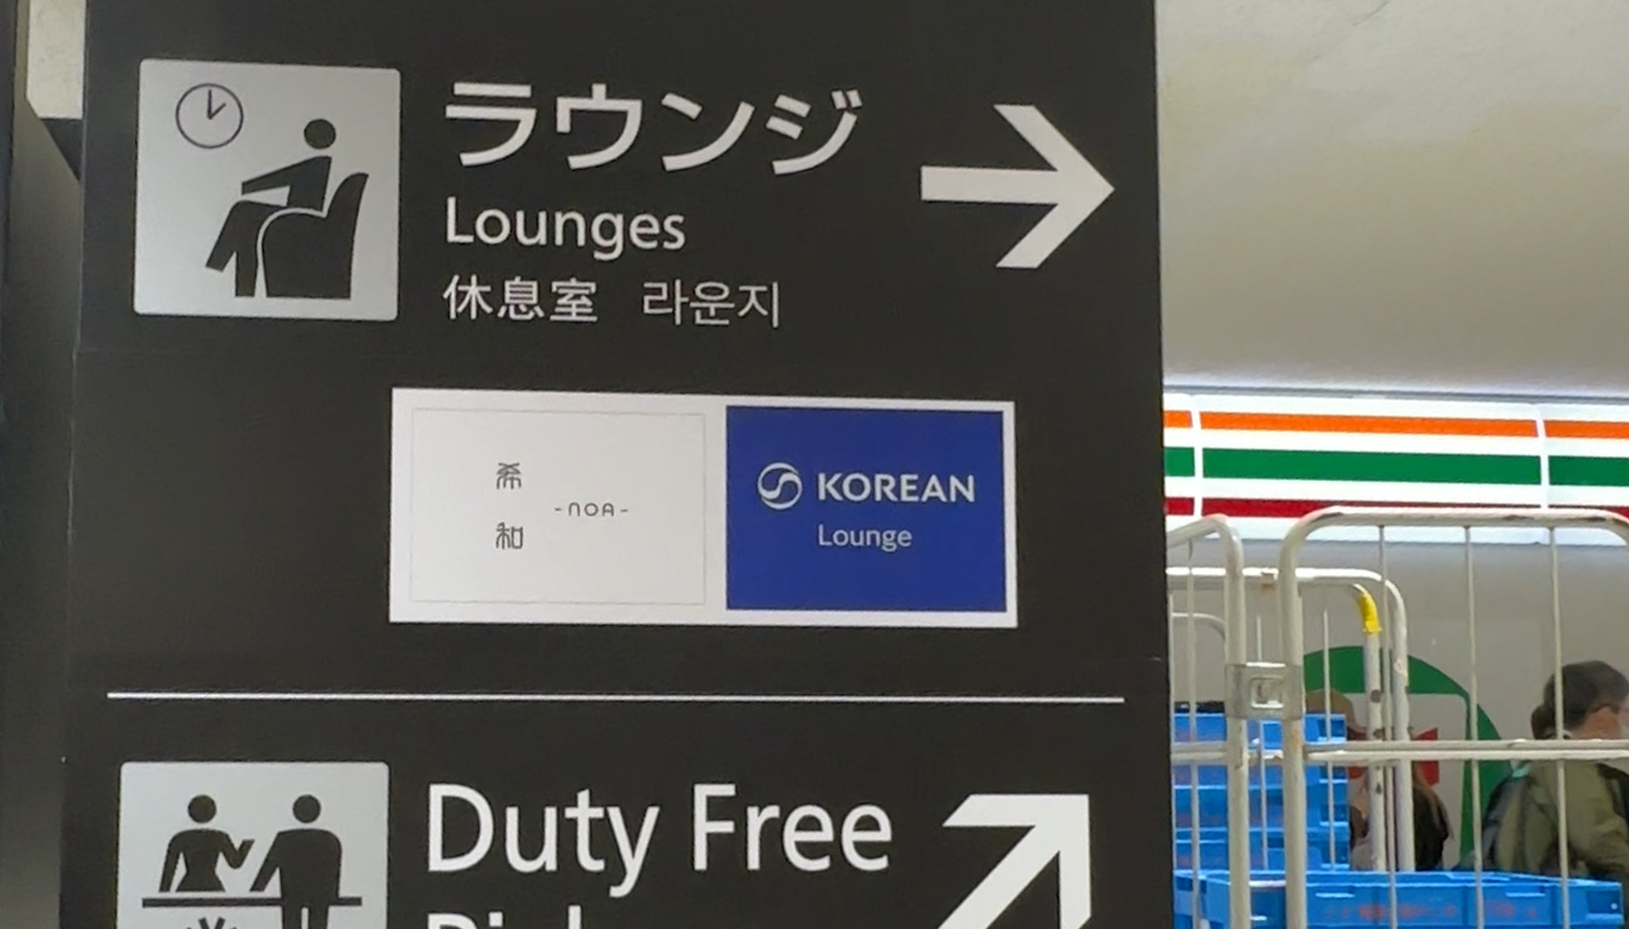 ラウンジ
Lounges
休息室 라운지
希和 -NOA-
KOREAN
Lounge
Duty Free